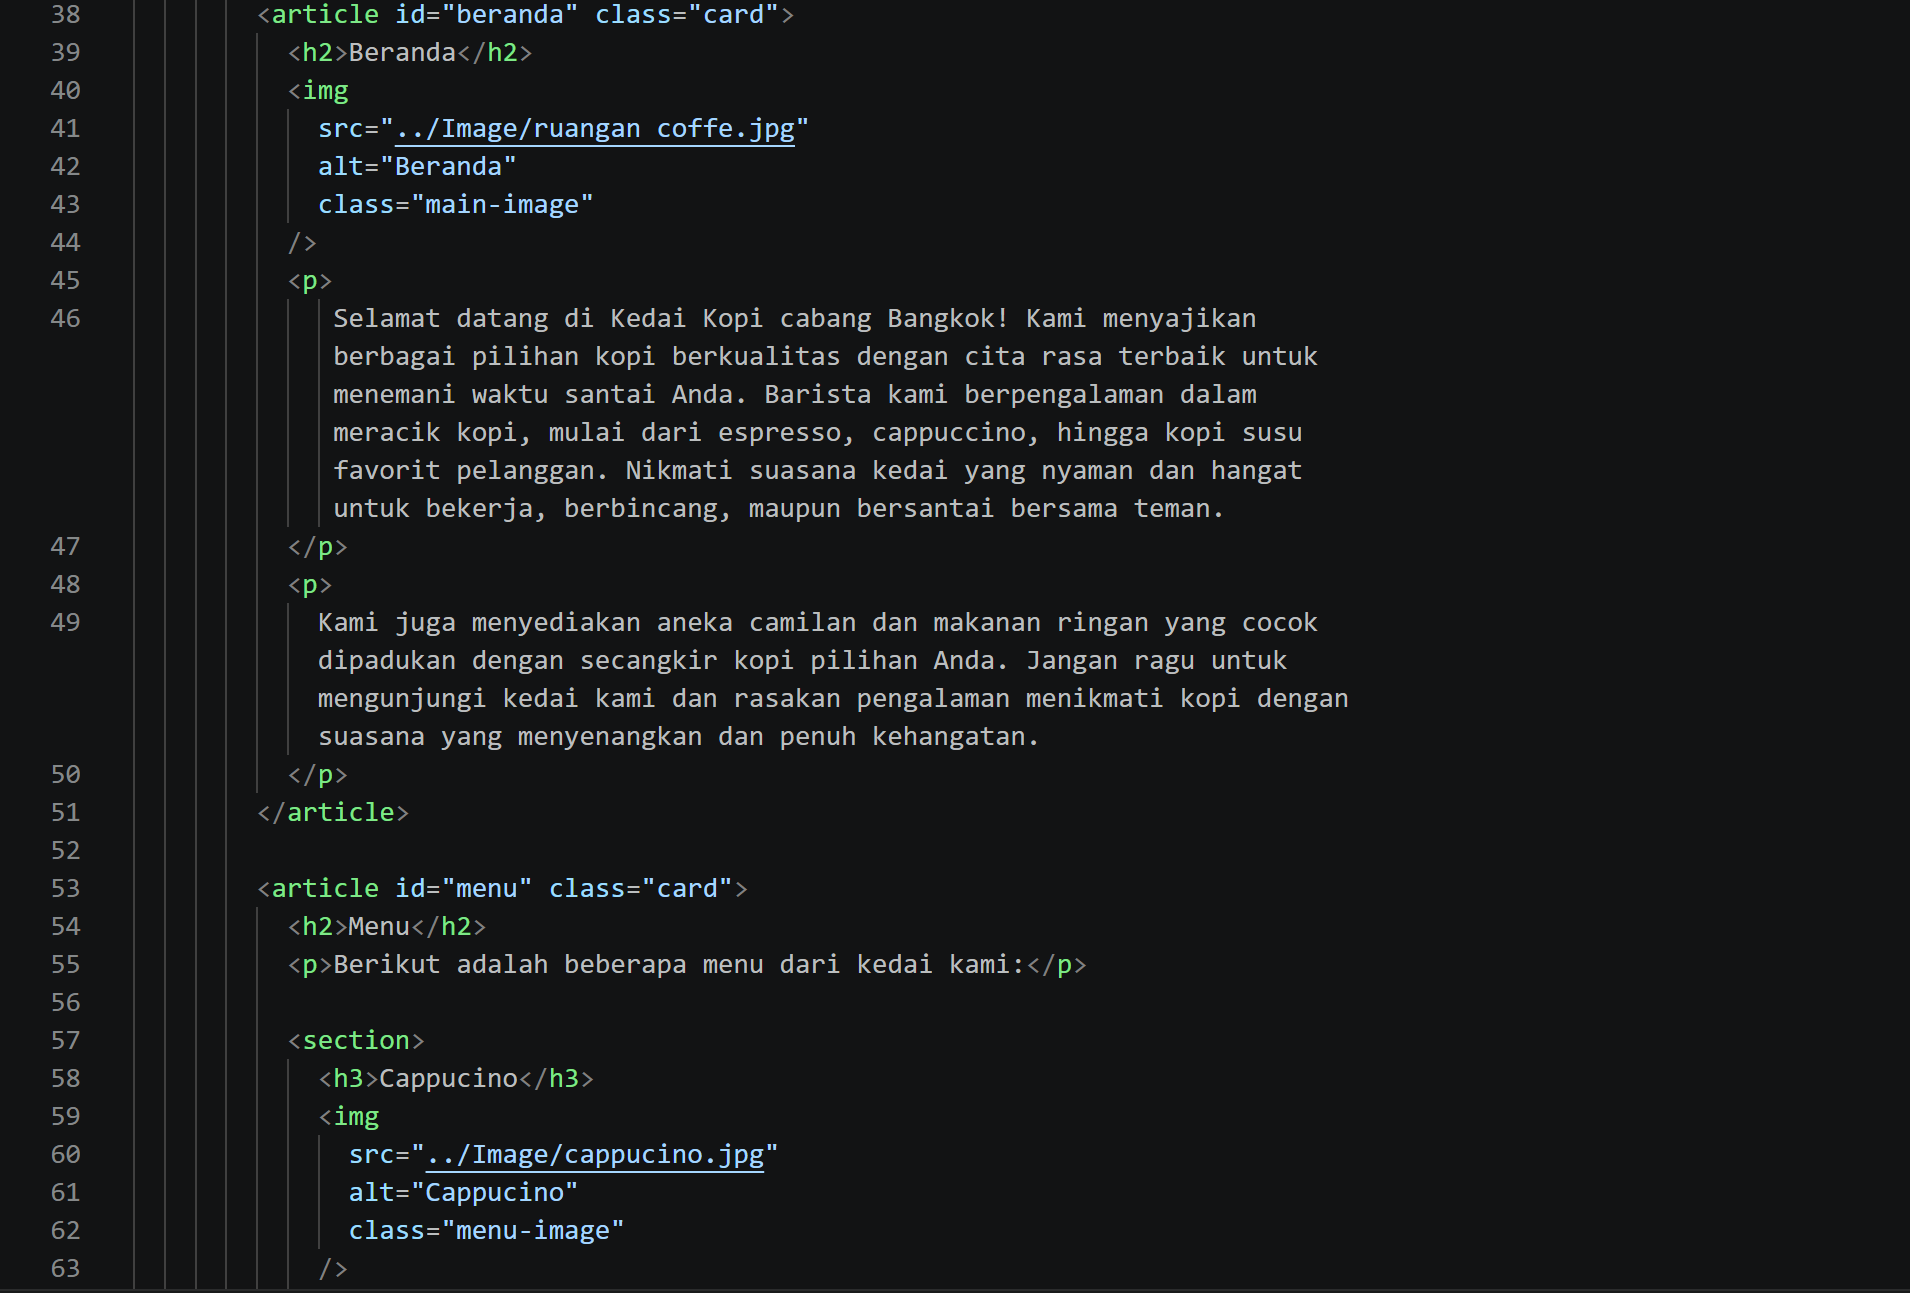 38 <article id="beranda" class="card">
39 <h2>Beranda</h2>
40 <img
41 src="../Image/ruangan coffe.jpg"
42 alt="Beranda"
43 class="main-image"
44 />
45 <p>
46 Selamat datang di Kedai Kopi cabang Bangkok! Kami menyajikan
berbagai pilihan kopi berkualitas dengan cita rasa terbaik untuk
menemani waktu santai Anda. Barista kami berpengalaman dalam
meracik kopi, mulai dari espresso, cappuccino, hingga kopi susu
favorit pelanggan. Nikmati suasana kedai yang nyaman dan hangat
untuk bekerja, berbincang, maupun bersantai bersama teman.
47 </p>
48 <p>
49 Kami juga menyediakan aneka camilan dan makanan ringan yang cocok
dipadukan dengan secangkir kopi pilihan Anda. Jangan ragu untuk
mengunjungi kedai kami dan rasakan pengalaman menikmati kopi dengan
suasana yang menyenangkan dan penuh kehangatan.
50 </p>
51 </article>
52
53 <article id="menu" class="card">
54 <h2>Menu</h2>
55 <p>Berikut adalah beberapa menu dari kedai kami:</p>
56
57 <section>
58 <h3>Cappucino</h3>
59 <img
60 src="../Image/cappucino.jpg"
61 alt="Cappucino"
62 class="menu-image"
63 />